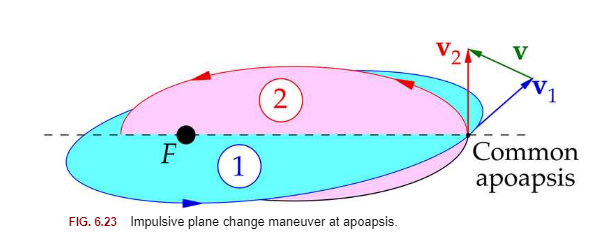 v2 v
v1
2
F 1 Common
apoapsis
FIG. 6.23 Impulsive plane change maneuver at apoapsis.